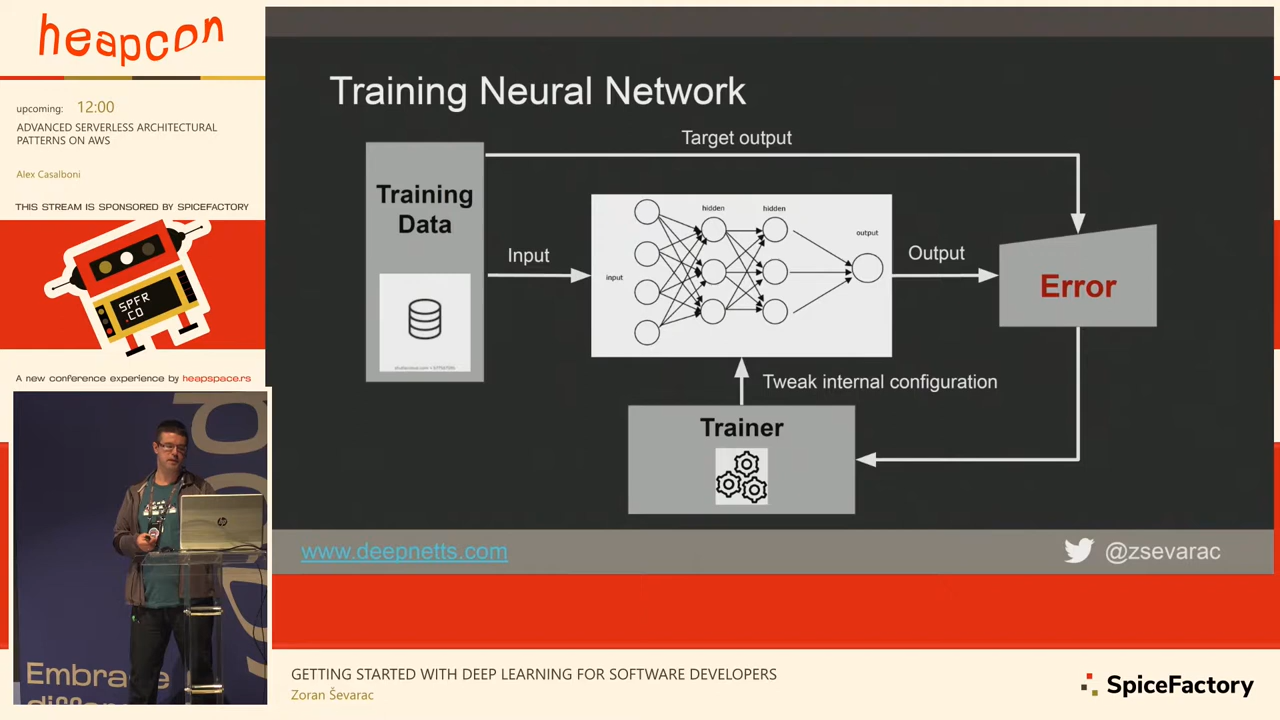 heapcon
upcoming: 12:00
ADVANCED SERVERLESS ARCHITECTURAL
PATTERNS ON AWS
Alex Casalboni
THIS STREAM IS SPONSORED BY SPICEFACTORY
SPFR
.CO
A new conference experience by heapspace.rs
Training Neural Network
Target output
Training
Data
Input
input
hidden
hidden
output
Output
Error
Tweak internal configuration
Trainer
www.deepnetts.com
@zsevarac
hp
Embrace
GETTING STARTED WITH DEEP LEARNING FOR SOFTWARE DEVELOPERS
Zoran Ševarac
SpiceFactory